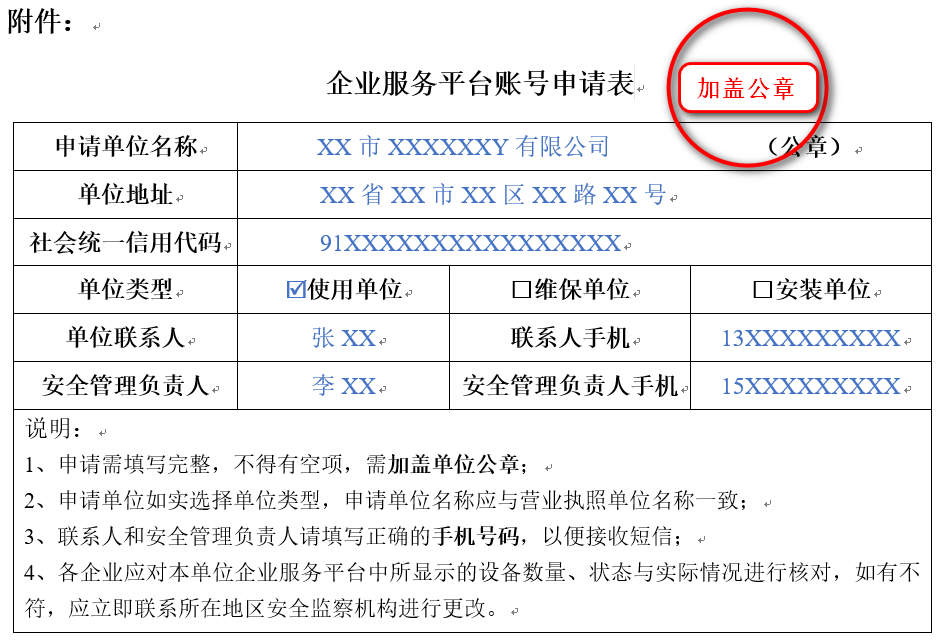 附件：
企业服务平台账号申请表
加盖公章
申请单位名称 XX 市 XXXXXXY 有限公司 （公章）
单位地址 XX 省 XX 市 XX 区 XX 路 XX 号
社会统一信用代码 91XXXXXXXXXXXXXXXX
单位类型 ☑使用单位 □维保单位 □安装单位
单位联系人 张 XX 联系人手机 13XXXXXXXXX
安全管理负责人 李 XX 安全管理负责人手机 15XXXXXXXXX
说明：
1、申请需填写完整，不得有空项，需加盖单位公章；
2、申请单位如实选择单位类型，申请单位名称应与营业执照单位名称一致；
3、联系人和安全管理负责人请填写正确的手机号码，以便接收短信；
4、各企业应对本单位企业服务平台中所显示的设备数量、状态与实际情况进行核对，如有不
符，应立即联系所在地区安全监察机构进行更改。